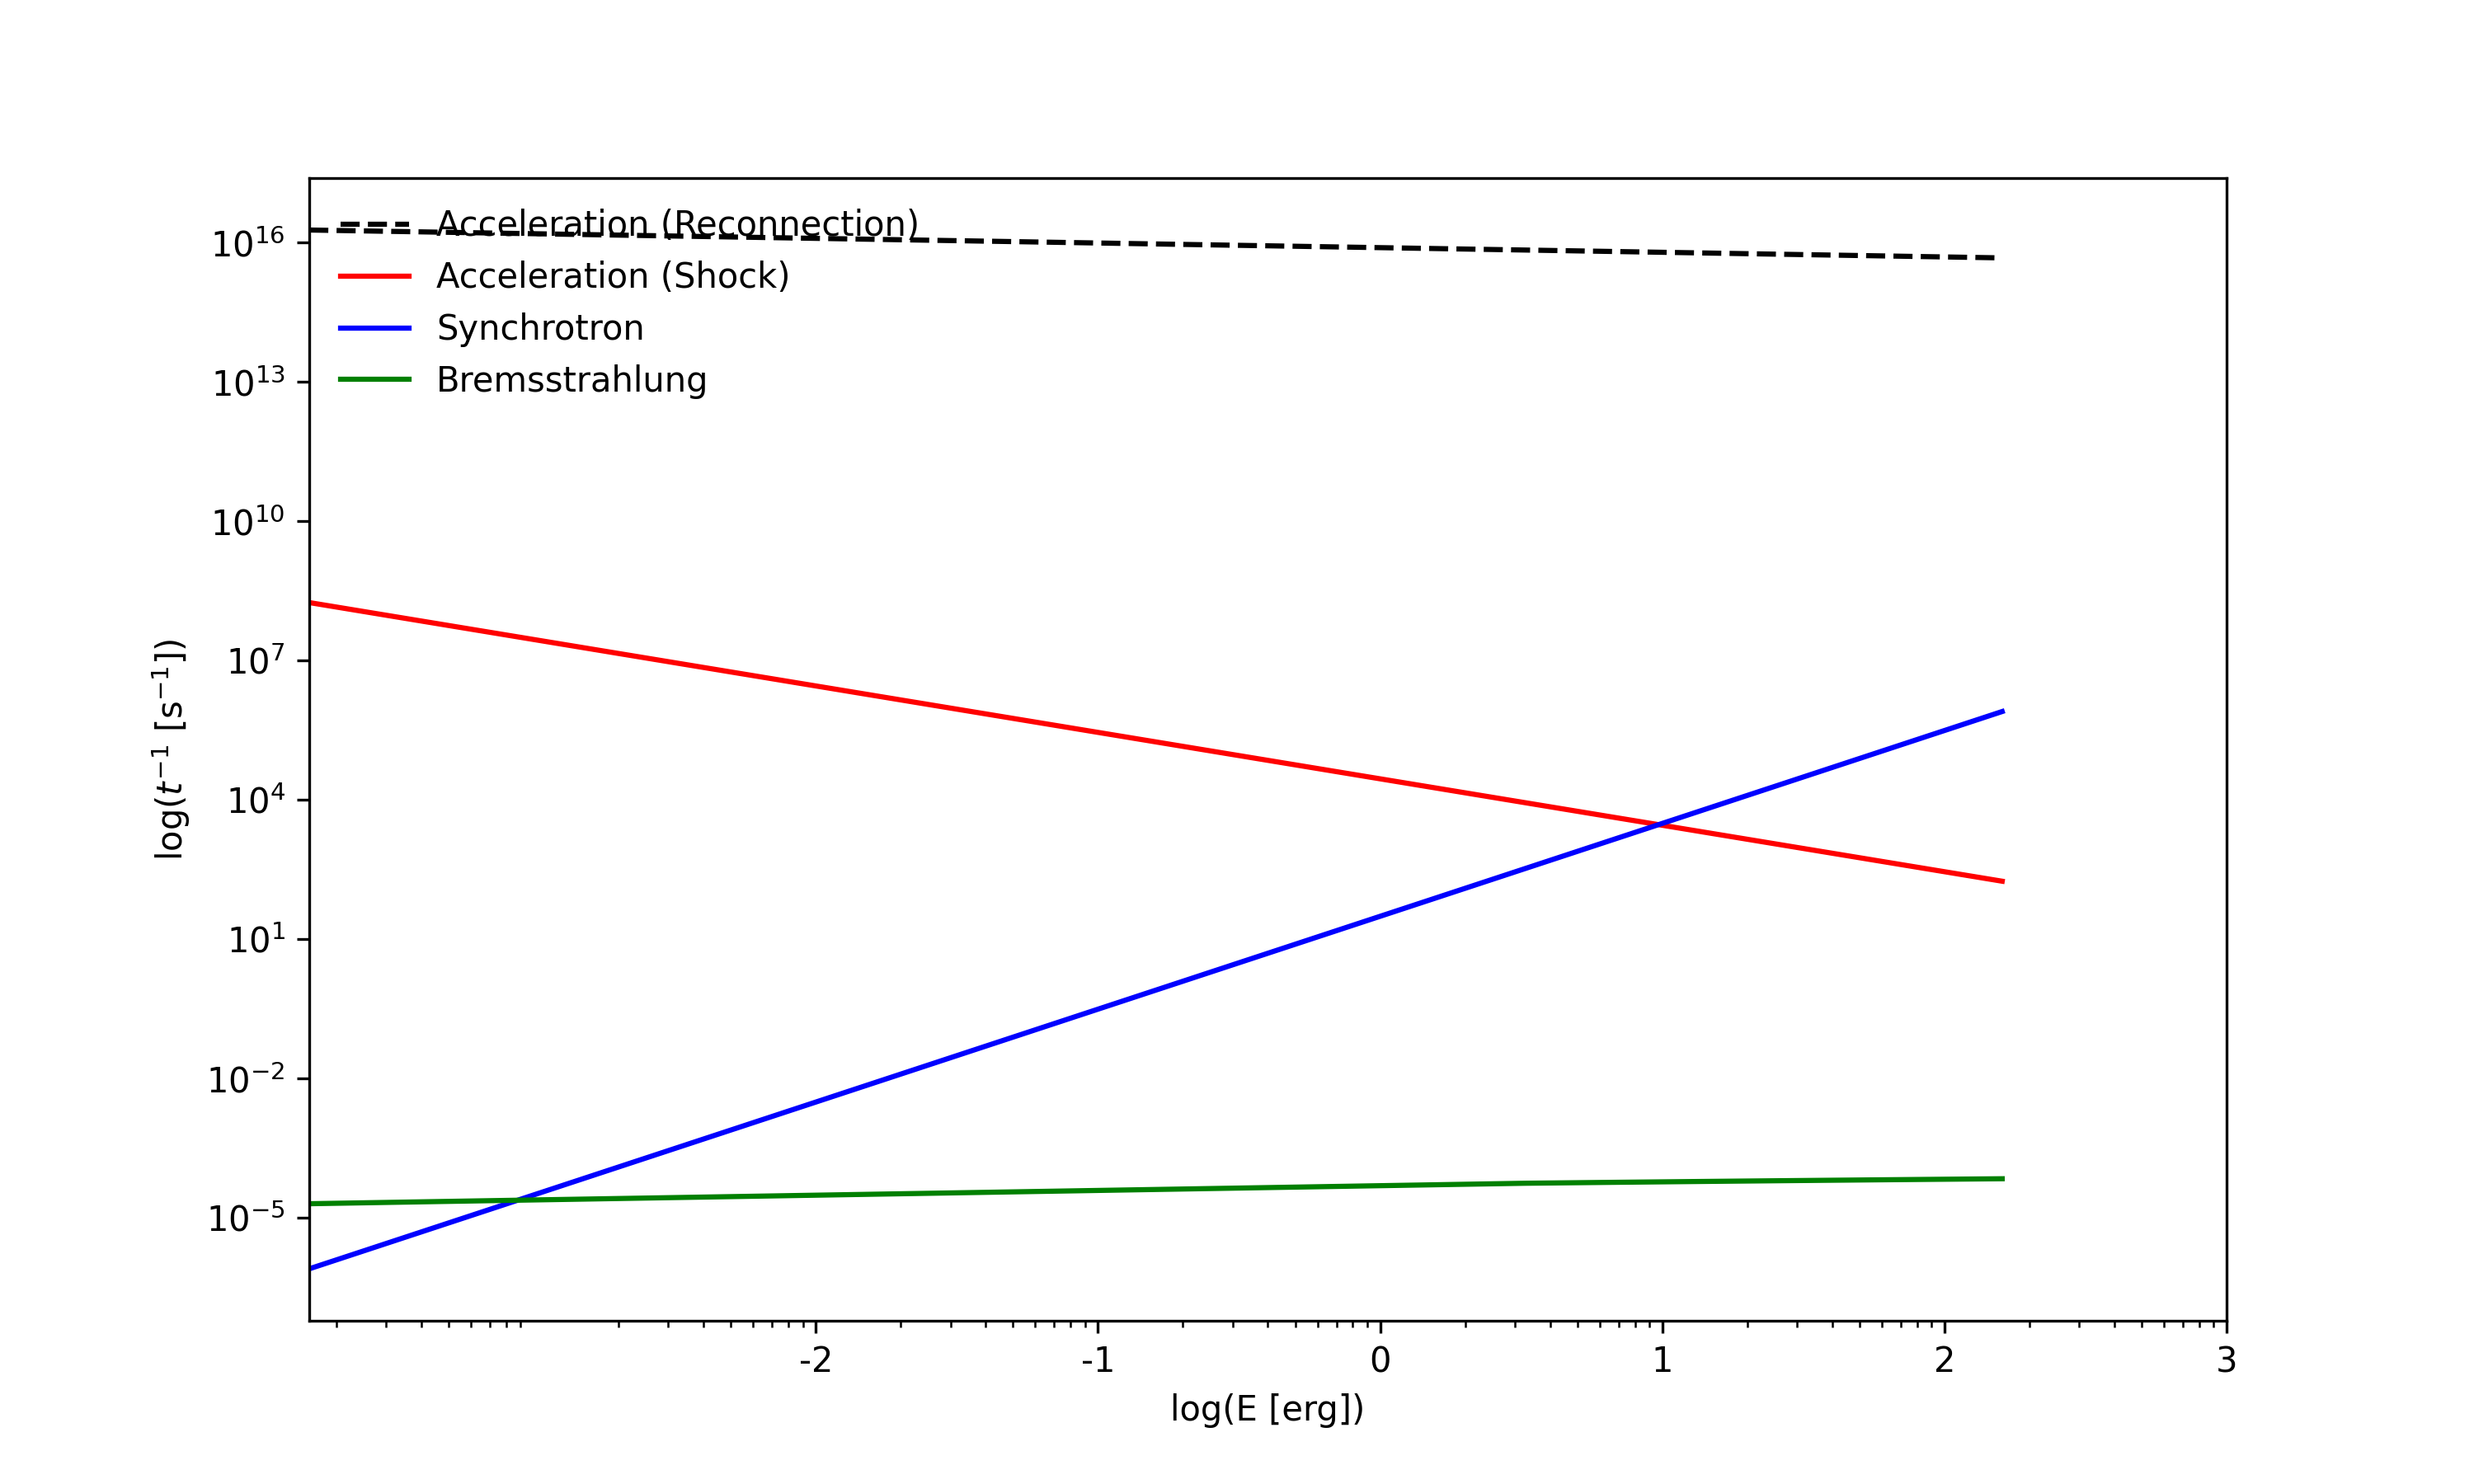 Acceleration (Reconnection)
Acceleration (Shock)
Synchrotron
Bremsstrahlung
10^16
10^13
10^10
10^7
10^4
10^1
10^−2
10^−5
log(t^−1 [s^−1])
-2 -1 0 1 2 3
log(E [erg])